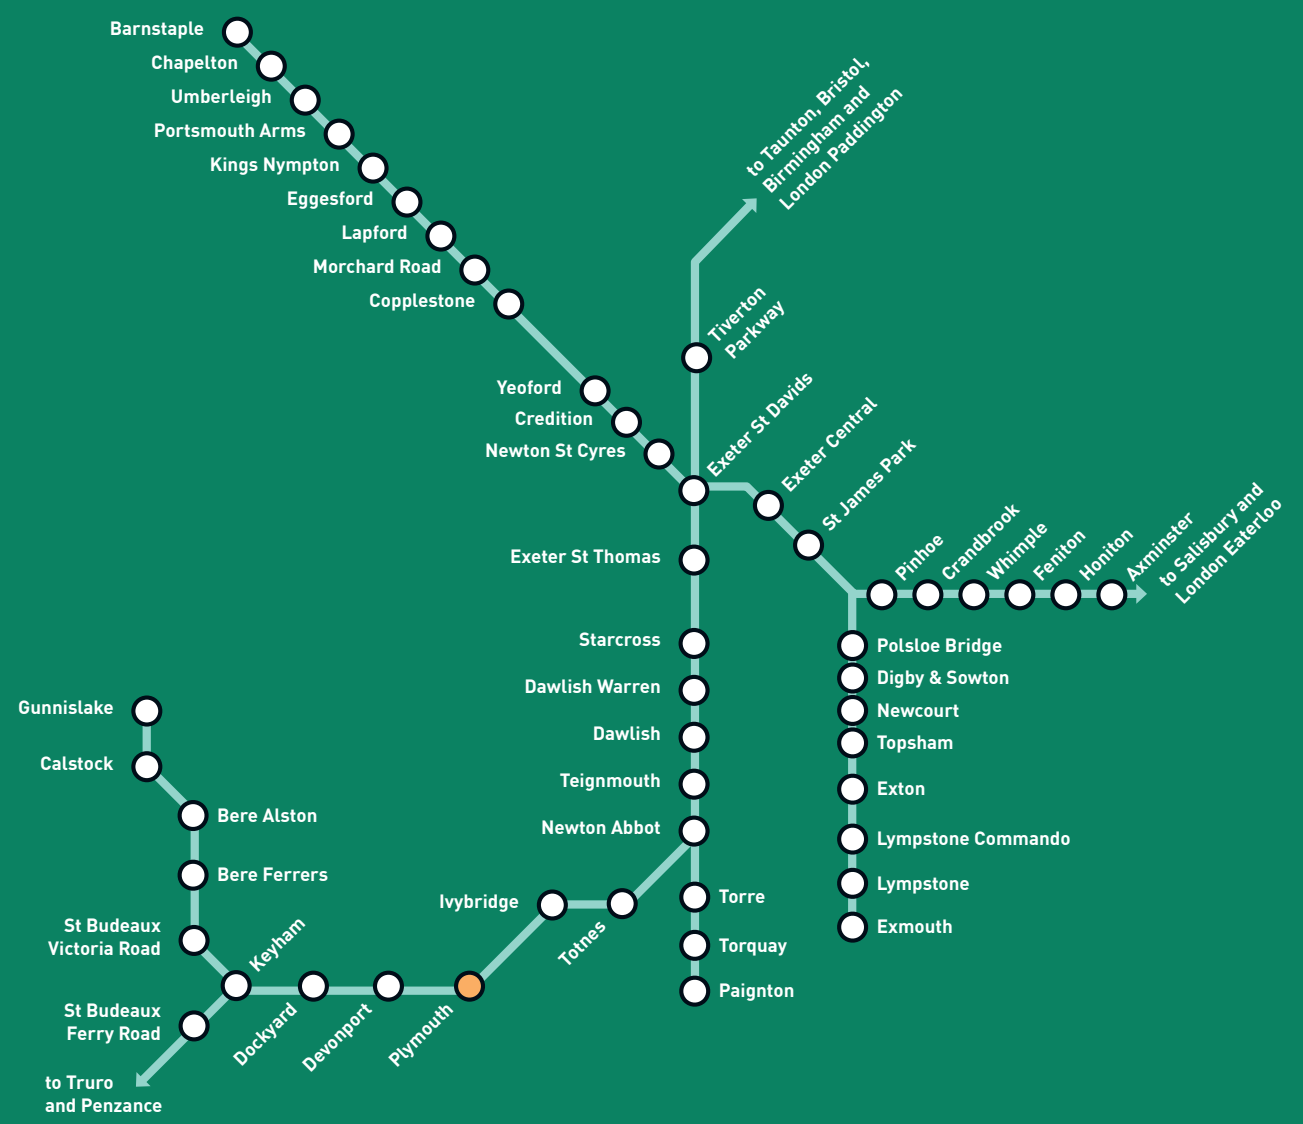 Barnstaple
Chapelton
Umberleigh
Portsmouth Arms
Kings Nympton
Eggesford
Lapford
Morchard Road
Copplestone
Yeoford
Credition
Newton St Cyres
to Taunton, Bristol,
Birmingham and
London Paddington
Tiverton
Parkway
Exeter St Davids
Exeter Central
St James Park
Pinhoe
Crandbrook
Whimple
Feniton
Honiton
Axminster
to Salisbury and
London Eaterloo
Exeter St Thomas
Starcross
Dawlish Warren
Dawlish
Teignmouth
Newton Abbot
Polsloe Bridge
Digby & Sowton
Newcourt
Topsham
Exton
Lympstone Commando
Lympstone
Exmouth
Torre
Torquay
Paignton
Totnes
Ivybridge
Plymouth
Devonport
Dockyard
Keyham
Gunnislake
Calstock
Bere Alston
Bere Ferrers
St Budeaux
Victoria Road
St Budeaux
Ferry Road
to Truro
and Penzance